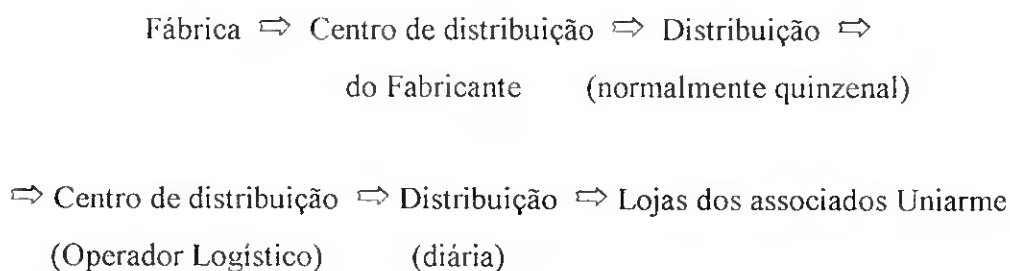 Fábrica ⇨ Centro de distribuição ⇨ Distribuição ⇨
do Fabricante (normalmente quinzenal)
⇨ Centro de distribuição ⇨ Distribuição ⇨ Lojas dos associados Uniarme
(Operador Logístico) (diária)